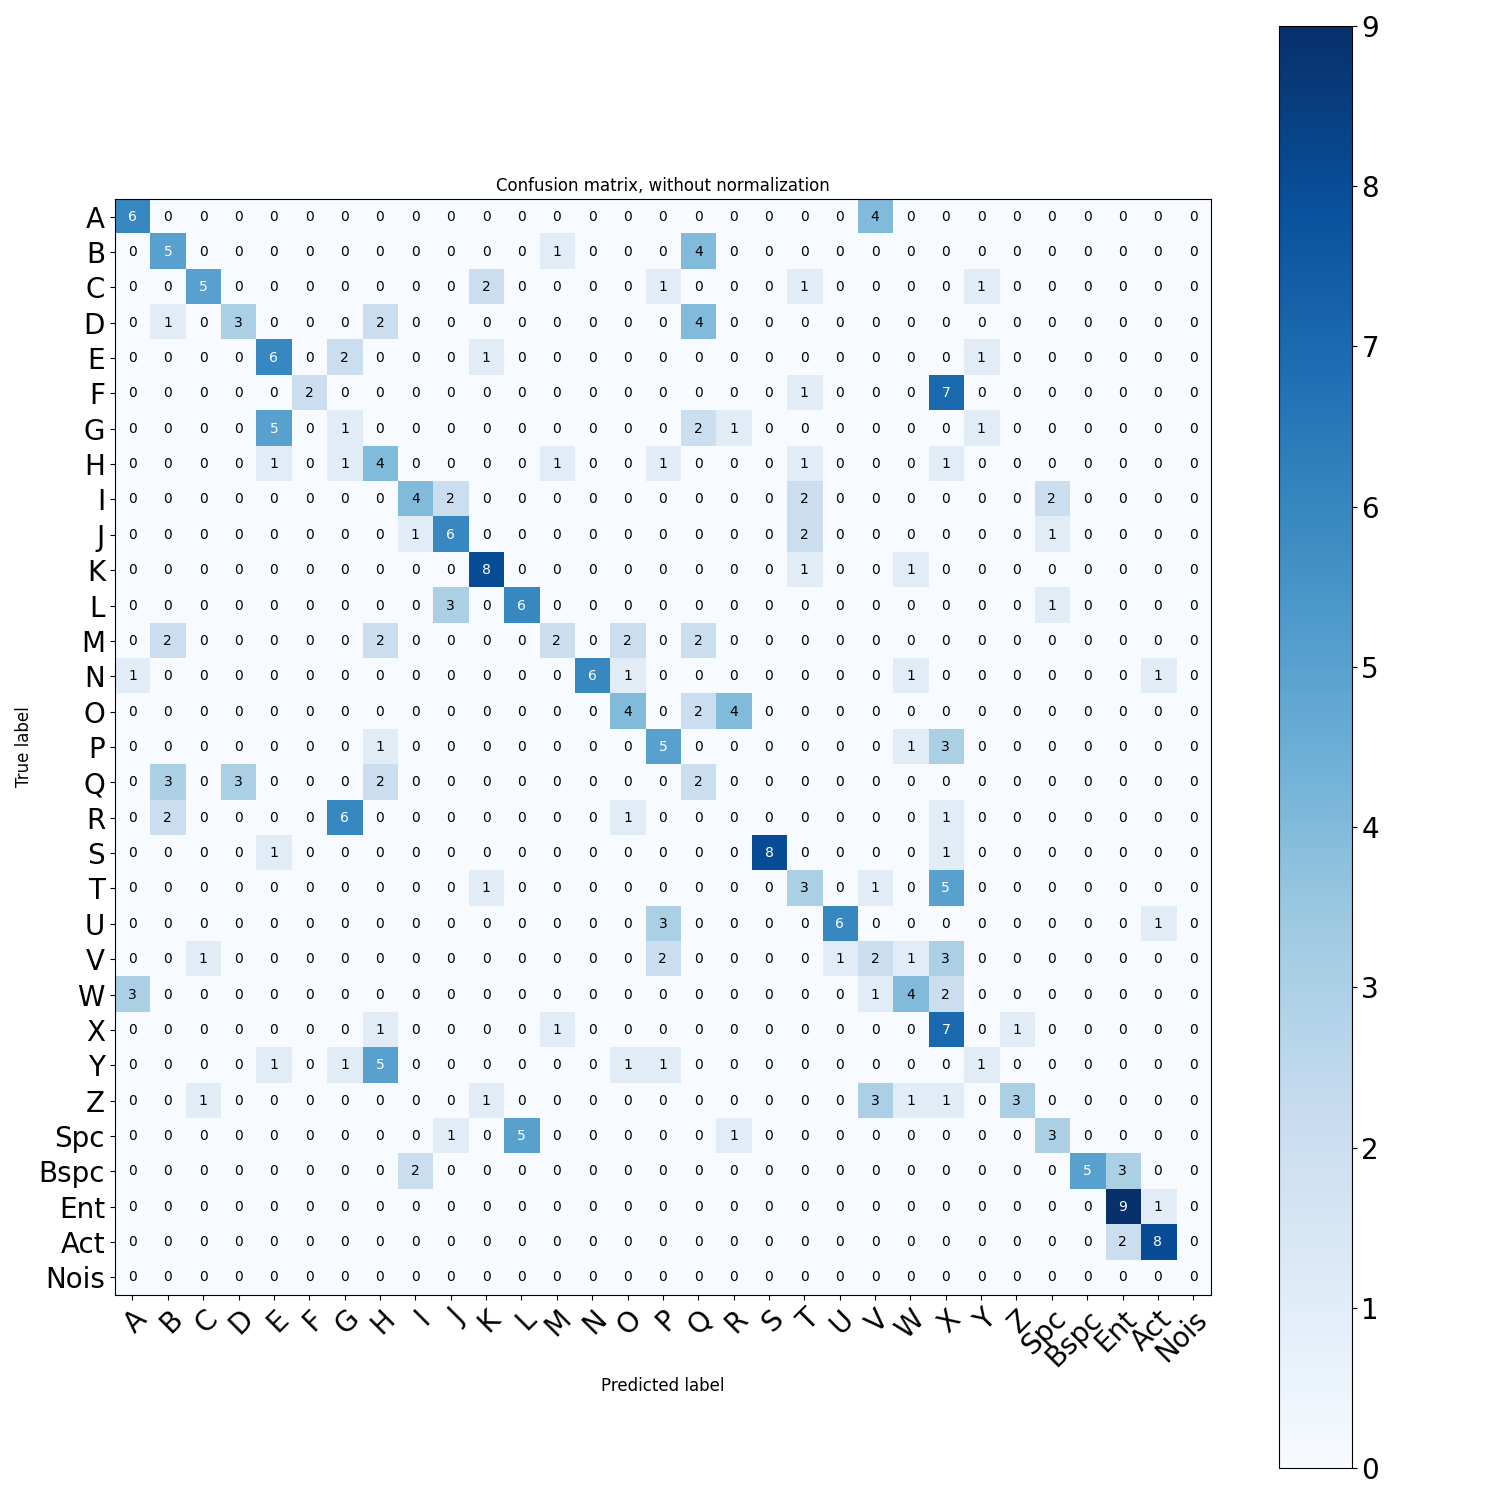 Confusion matrix, without normalization
A 6 0 0 0 0 0 0 0 0 0 0 0 0 0 0 0 0 0 0 0 0 4 0 0 0 0 0 0 0 0 0
B 0 5 0 0 0 0 0 0 0 0 0 0 1 0 0 0 4 0 0 0 0 0 0 0 0 0 0 0 0 0 0
C 0 0 5 0 0 0 0 0 0 0 2 0 0 0 0 1 0 0 0 1 0 0 0 0 1 0 0 0 0 0 0
D 0 1 0 3 0 0 0 2 0 0 0 0 0 0 0 0 4 0 0 0 0 0 0 0 0 0 0 0 0 0 0
E 0 0 0 0 6 0 2 0 0 0 1 0 0 0 0 0 0 0 0 0 0 0 0 0 1 0 0 0 0 0 0
F 0 0 0 0 0 2 0 0 0 0 0 0 0 0 0 0 0 0 0 1 0 0 0 7 0 0 0 0 0 0 0
G 0 0 0 0 5 0 1 0 0 0 0 0 0 0 0 0 2 1 0 0 0 0 0 0 1 0 0 0 0 0 0
H 0 0 0 0 1 0 1 4 0 0 0 0 1 0 0 1 0 0 0 1 0 0 0 1 0 0 0 0 0 0 0
I 0 0 0 0 0 0 0 0 4 2 0 0 0 0 0 0 0 0 0 2 0 0 0 0 0 0 2 0 0 0 0
J 0 0 0 0 0 0 0 0 1 6 0 0 0 0 0 0 0 0 0 2 0 0 0 0 0 0 1 0 0 0 0
K 0 0 0 0 0 0 0 0 0 0 8 0 0 0 0 0 0 0 0 1 0 0 1 0 0 0 0 0 0 0 0
L 0 0 0 0 0 0 0 0 0 3 0 6 0 0 0 0 0 0 0 0 0 0 0 0 0 0 1 0 0 0 0
M 0 2 0 0 0 0 0 2 0 0 0 0 2 0 2 0 2 0 0 0 0 0 0 0 0 0 0 0 0 0 0
N 1 0 0 0 0 0 0 0 0 0 0 0 0 6 1 0 0 0 0 0 0 0 1 0 0 0 0 0 0 1 0
O 0 0 0 0 0 0 0 0 0 0 0 0 0 0 4 0 2 4 0 0 0 0 0 0 0 0 0 0 0 0 0
P 0 0 0 0 0 0 0 1 0 0 0 0 0 0 0 5 0 0 0 0 0 0 1 3 0 0 0 0 0 0 0
Q 0 3 0 3 0 0 0 2 0 0 0 0 0 0 0 0 2 0 0 0 0 0 0 0 0 0 0 0 0 0 0
R 0 2 0 0 0 0 6 0 0 0 0 0 0 0 1 0 0 0 0 0 0 0 0 1 0 0 0 0 0 0 0
S 0 0 0 0 1 0 0 0 0 0 0 0 0 0 0 0 0 0 8 0 0 0 0 1 0 0 0 0 0 0 0
T 0 0 0 0 0 0 0 0 0 0 1 0 0 0 0 0 0 0 0 3 0 1 0 5 0 0 0 0 0 0 0
U 0 0 0 0 0 0 0 0 0 0 0 0 0 0 0 3 0 0 0 0 6 0 0 0 0 0 0 0 0 1 0
V 0 0 1 0 0 0 0 0 0 0 0 0 0 0 0 2 0 0 0 0 1 2 1 3 0 0 0 0 0 0 0
W 3 0 0 0 0 0 0 0 0 0 0 0 0 0 0 0 0 0 0 0 0 1 4 2 0 0 0 0 0 0 0
X 0 0 0 0 0 0 0 1 0 0 0 0 1 0 0 0 0 0 0 0 0 0 0 7 0 1 0 0 0 0 0
Y 0 0 0 0 1 0 1 5 0 0 0 0 0 0 1 1 0 0 0 0 0 0 0 0 1 0 0 0 0 0 0
Z 0 0 1 0 0 0 0 0 0 0 1 0 0 0 0 0 0 0 0 0 0 3 1 1 0 3 0 0 0 0 0
Spc 0 0 0 0 0 0 0 0 0 1 0 5 0 0 0 0 0 1 0 0 0 0 0 0 0 0 3 0 0 0 0
Bspc 0 0 0 0 0 0 0 0 2 0 0 0 0 0 0 0 0 0 0 0 0 0 0 0 0 0 0 5 3 0 0
Ent 0 0 0 0 0 0 0 0 0 0 0 0 0 0 0 0 0 0 0 0 0 0 0 0 0 0 0 0 9 1 0
Act 0 0 0 0 0 0 0 0 0 0 0 0 0 0 0 0 0 0 0 0 0 0 0 0 0 0 0 0 2 8 0
Nois 0 0 0 0 0 0 0 0 0 0 0 0 0 0 0 0 0 0 0 0 0 0 0 0 0 0 0 0 0 0 0
A B C D E F G H I J K L M N O P Q R S T U V W X Y Z Spc Bspc Ent Act Nois
Predicted label
True label
9
8
7
6
5
4
3
2
1
0